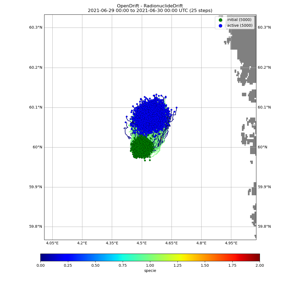 OpenDrift - RadionuclideDrift
2021-06-29 00:00 to 2021-06-30 00:00 UTC (25 steps)
initial (5000)
active (5000)
60.3°N 60.3°N
60.2°N 60.2°N
60.1°N 60.1°N
60°N 60°N
59.9°N 59.9°N
59.8°N 59.8°N
4.05°E 4.2°E 4.35°E 4.5°E 4.65°E 4.8°E 4.95°E
0.00 0.25 0.50 0.75 1.00 1.25 1.50 1.75 2.00
specie